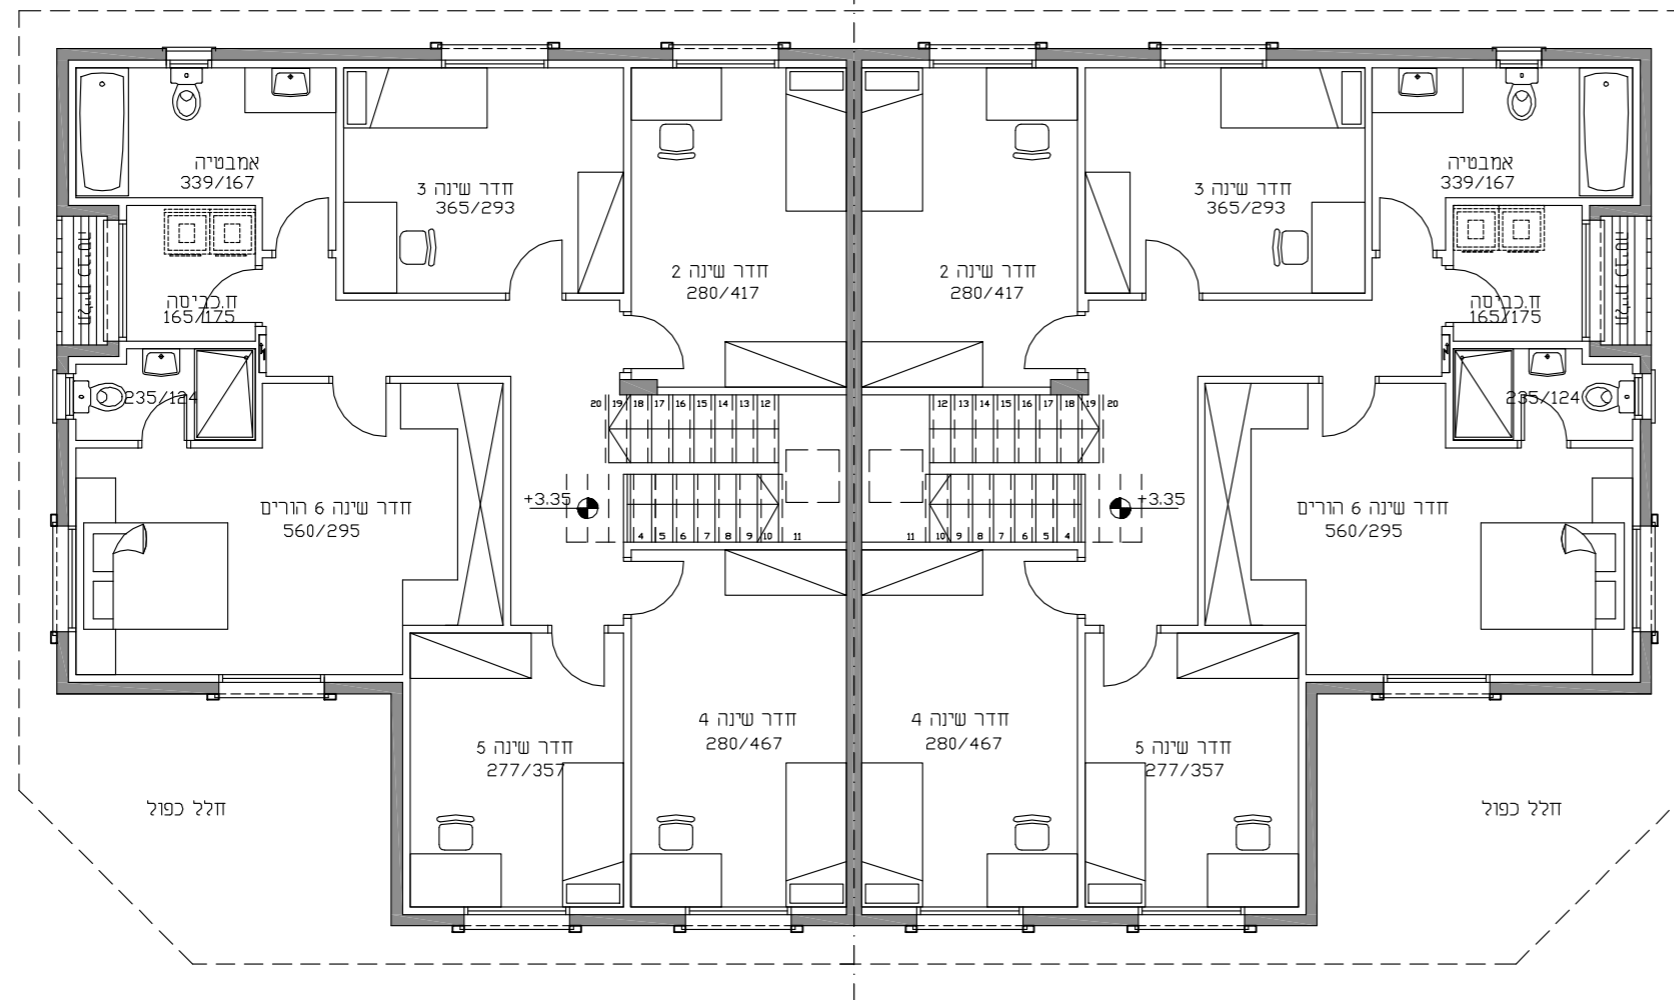 אמבטיה
339/167
חדר שינה 3
365/293
חדר שינה 2
280/417
חדר שינה 2
280/417
חדר שינה 3
365/293
אמבטיה
339/167
ח.כביסה
165/175
ח.כביסה
165/175
235/124
235/124
20 19 18 17 16 15 14 13 12
12 13 14 15 16 17 18 19 20
+3.35
+3.35
4 5 6 7 8 9 10 11
11 10 9 8 7 6 5 4
חדר שינה 6 הורים
560/295
חדר שינה 6 הורים
560/295
חדר שינה 5
277/357
חדר שינה 4
280/467
חדר שינה 4
280/467
חדר שינה 5
277/357
חלל כפול
חלל כפול